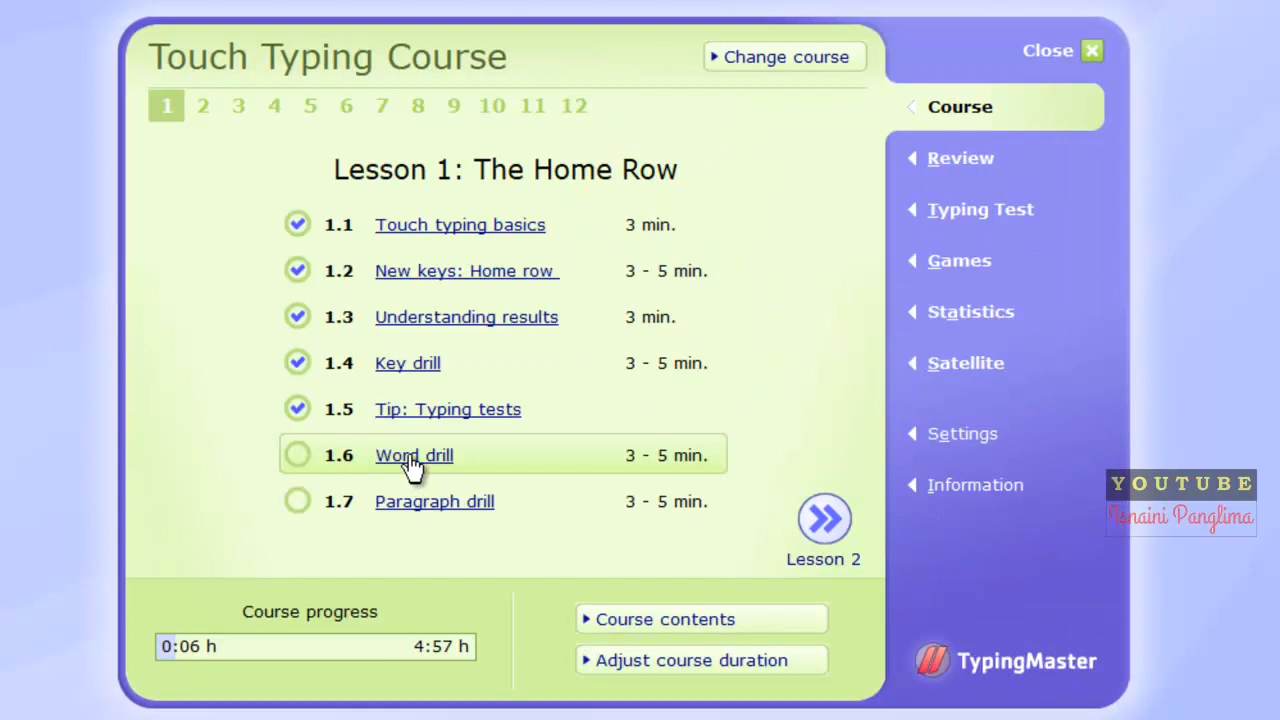 Touch Typing Course
Change course
Close
1 2 3 4 5 6 7 8 9 10 11 12
Course
Lesson 1: The Home Row
Review
1.1 Touch typing basics 3 min.
Typing Test
1.2 New keys: Home row 3 - 5 min.
Games
1.3 Understanding results 3 min.
Statistics
1.4 Key drill 3 - 5 min.
Satellite
1.5 Tip: Typing tests
Settings
1.6 Word drill 3 - 5 min.
Information
1.7 Paragraph drill 3 - 5 min.
YOUTUBE
Isnaini Panglima
Lesson 2
Course progress
0:06 h 4:57 h
Course contents
Adjust course duration
TypingMaster